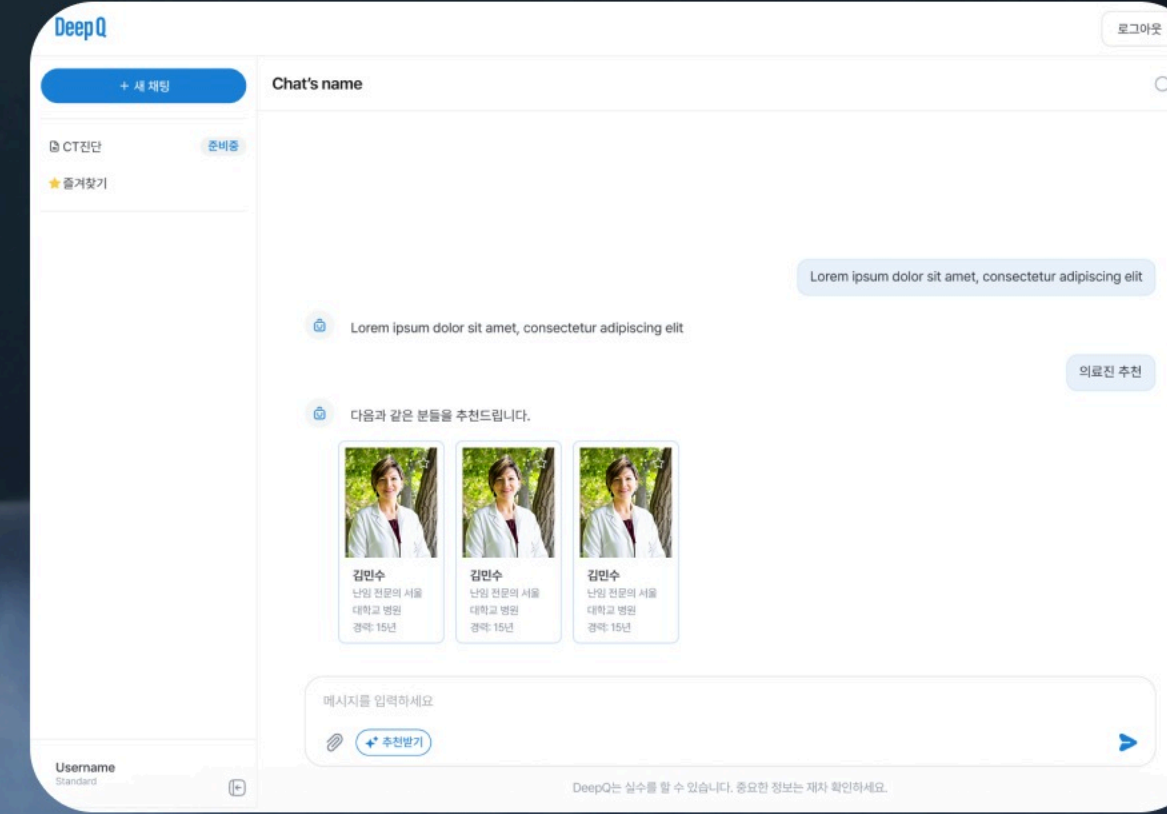 DeepQ
로그아웃
+ 새 채팅
Chat's name
CT진단
준비중
즐겨찾기
Lorem ipsum dolor sit amet, consectetur adipiscing elit
Lorem ipsum dolor sit amet, consectetur adipiscing elit
의료진 추천
다음과 같은 분들을 추천드립니다.
김민수
난임 전문의 서울
대학교 병원
경력: 15년
김민수
난임 전문의 서울
대학교 병원
경력: 15년
김민수
난임 전문의 서울
대학교 병원
경력: 15년
메시지를 입력하세요
추천받기
Username
Standard
DeepQ는 실수를 할 수 있습니다. 중요한 정보는 재차 확인하세요.